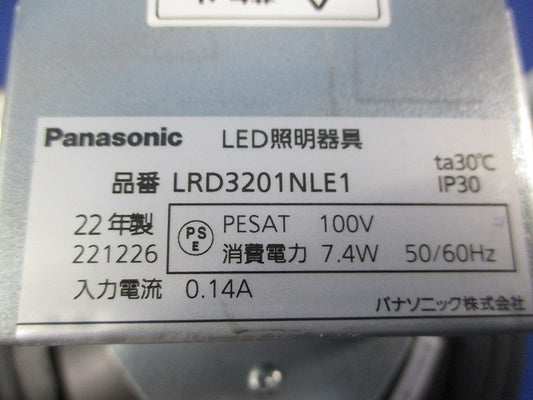 Panasonic LED照明器具
ta30℃
品番 LRD3201NLE1 IP30
22年製 PS E PESAT 100V
221226 消費電力 7.4W 50/60Hz
入力電流 0.14A
パナソニック株式会社